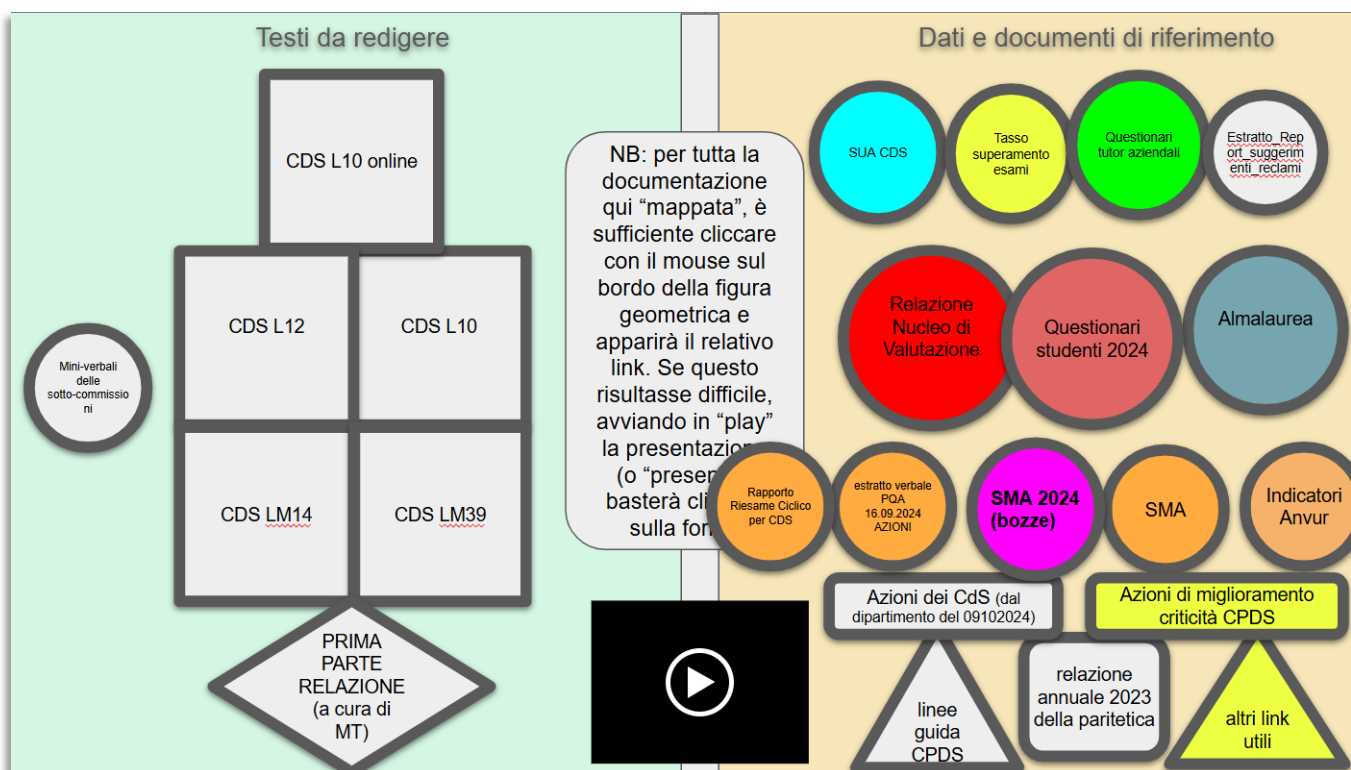 Testi da redigere
CDS L10 online
CDS L12
CDS L10
Mini-verbali
delle
sotto-commissio
ni
CDS LM14
CDS LM39
PRIMA
PARTE
RELAZIONE
(a cura di
MT)
NB: per tutta la
documentazione
qui “mappata”, è
sufficiente cliccare
con il mouse sul
bordo della figura
geometrica e
apparirà il relativo
link. Se questo
risultasse difficile,
avviando in “play”
la presentazion
(o “presen
basterà cli
sulla fon
Dati e documenti di riferimento
SUA CDS
Tasso
superamento
esami
Questionari
tutor aziendali
Estratto_Rep
ort_suggerim
enti_reclami
Relazione
Nucleo di
Valutazione
Questionari
studenti 2024
Almalaurea
Rapporto
Riesame Ciclico
per CDS
estratto verbale
PQA
16.09.2024
AZIONI
SMA 2024
(bozze)
SMA
Indicatori
Anvur
Azioni dei CdS (dal
dipartimento del 09102024)
Azioni di miglioramento
criticità CPDS
linee
guida
CPDS
relazione
annuale 2023
della paritetica
altri link
utili